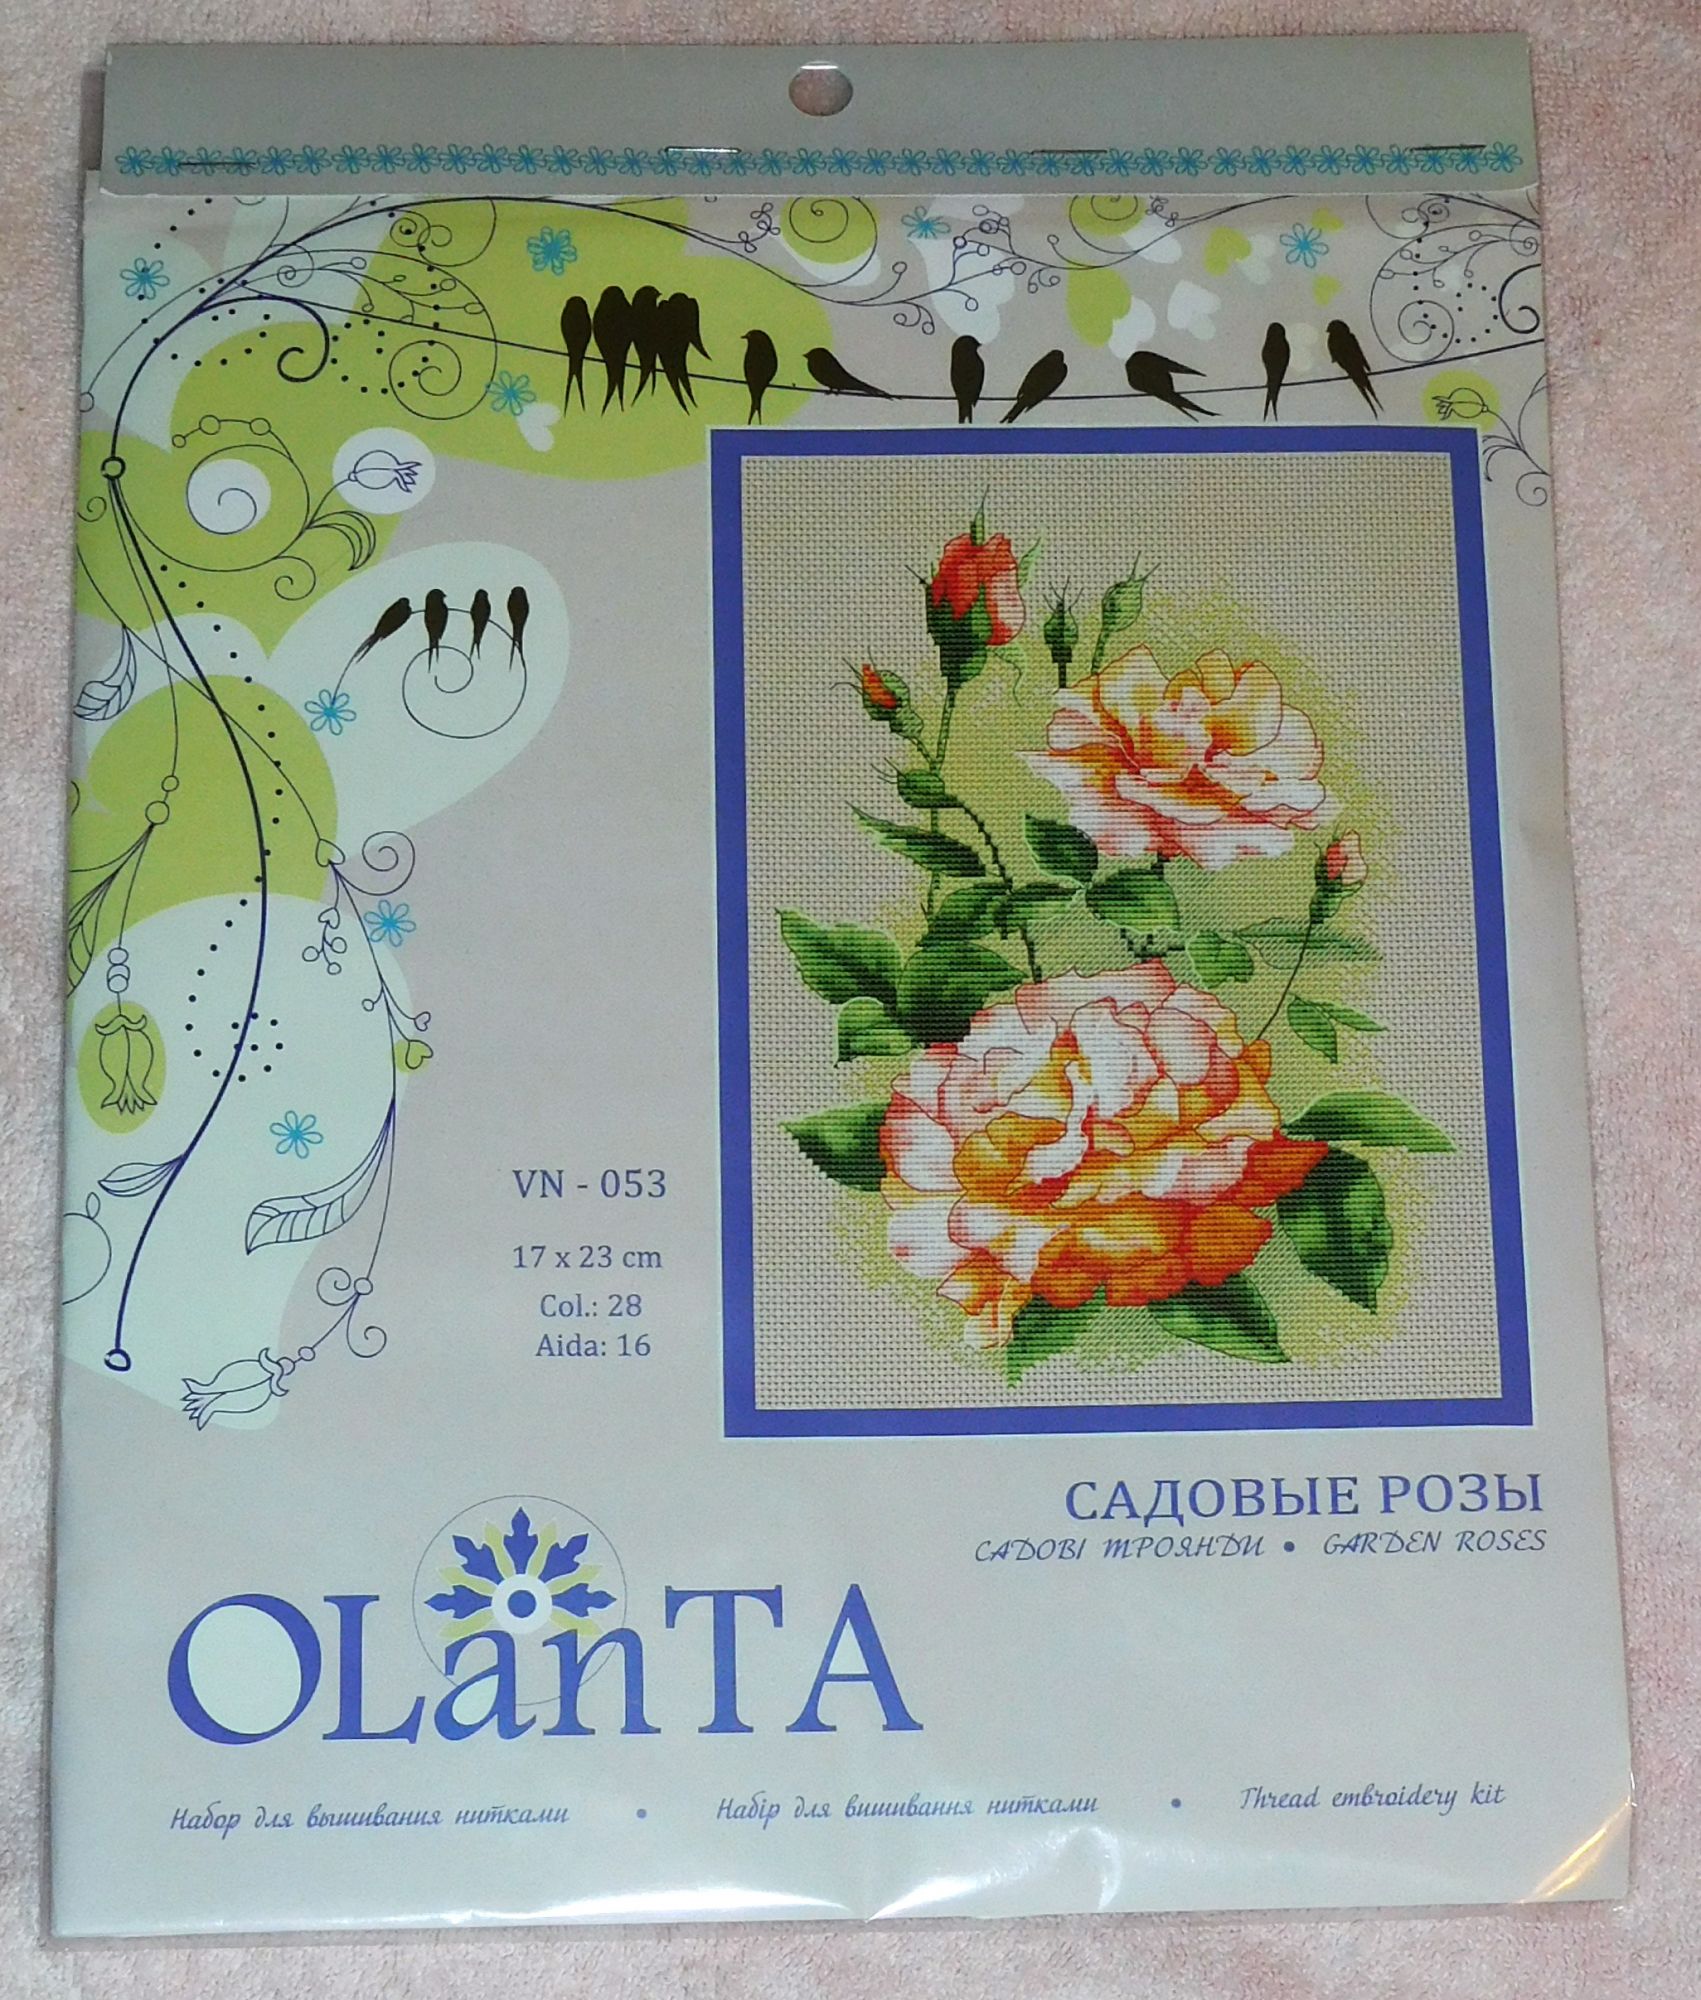 VN - 053
17 x 23 cm
Col.: 28
Aida: 16
САДОВЫЕ РОЗЫ
САДОВІ ТРОЯНДИ • GARDEN ROSES
OLanTA
Набор для вышивания нитками • Набір для вишивання нитками • Thread embroidery kit